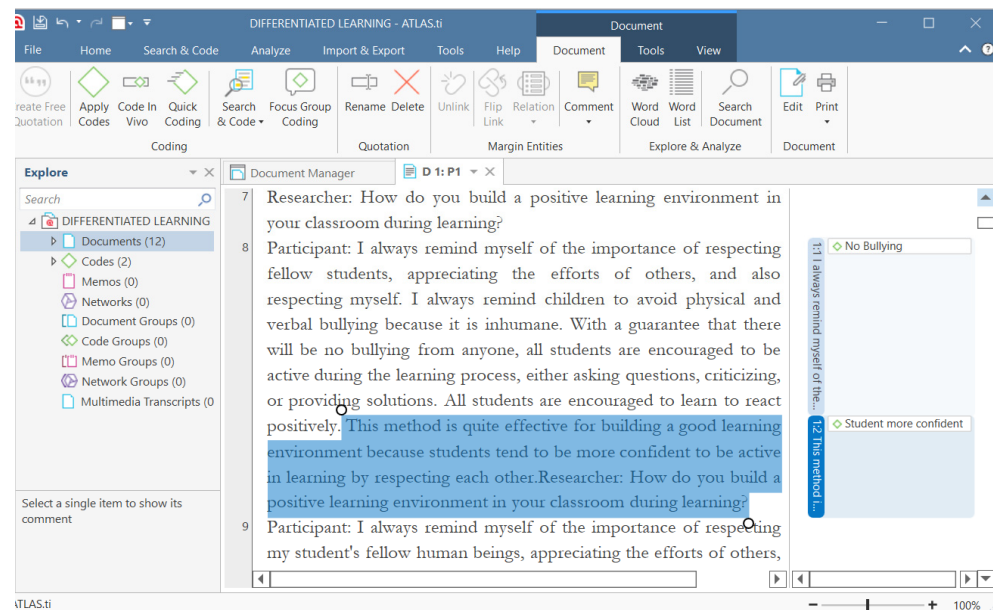 DIFFERENTIATED LEARNING - ATLAS.ti
Document
File Home Search & Code Analyze Import & Export Tools Help Document Tools View
reate Free Quotation
Apply Codes
Code In Vivo
Quick Coding
Search & Code
Focus Group Coding
Rename
Delete
Unlink
Flip Link
Relation
Comment
Word Cloud
Word List
Search Document
Edit
Print
Coding
Quotation
Margin Entities
Explore & Analyze
Document
Explore
Search
DIFFERENTIATED LEARNING
Documents (12)
Codes (2)
Memos (0)
Networks (0)
Document Groups (0)
Code Groups (0)
Memo Groups (0)
Network Groups (0)
Multimedia Transcripts (0
Select a single item to show its
comment
Document Manager
D 1: P1
7 Researcher: How do you build a positive learning environment in
your classroom during learning?
8 Participant: I always remind myself of the importance of respecting
fellow students, appreciating the efforts of others, and also
respecting myself. I always remind children to avoid physical and
verbal bullying because it is inhumane. With a guarantee that there
will be no bullying from anyone, all students are encouraged to be
active during the learning process, either asking questions, criticizing,
or providing solutions. All students are encouraged to learn to react
positively. This method is quite effective for building a good learning
environment because students tend to be more confident to be active
in learning by respecting each other.Researcher: How do you build a
positive learning environment in your classroom during learning?
9 Participant: I always remind myself of the importance of respecting
my student's fellow human beings, appreciating the efforts of others,
1:1 I always remind myself of the...
No Bullying
1:2 This method i...
Student more confident
ATLAS.ti
100%